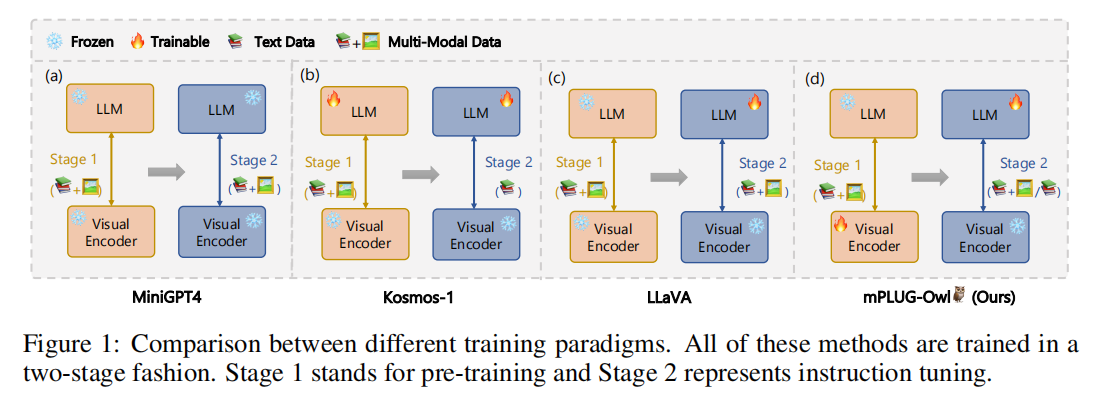 Frozen Trainable Text Data Multi-Modal Data
(a) (b) (c) (d)
LLM LLM LLM LLM LLM LLM LLM LLM
Stage 1 Stage 2 Stage 1 Stage 2 Stage 1 Stage 2 Stage 1 Stage 2
( + ) ( + ) ( + ) ( ) ( + ) ( + ) ( + ) ( + / )
Visual Encoder Visual Encoder Visual Encoder Visual Encoder Visual Encoder Visual Encoder Visual Encoder Visual Encoder
MiniGPT4 Kosmos-1 LLaVA mPLUG-Owl (Ours)
Figure 1: Comparison between different training paradigms. All of these methods are trained in a
two-stage fashion. Stage 1 stands for pre-training and Stage 2 represents instruction tuning.